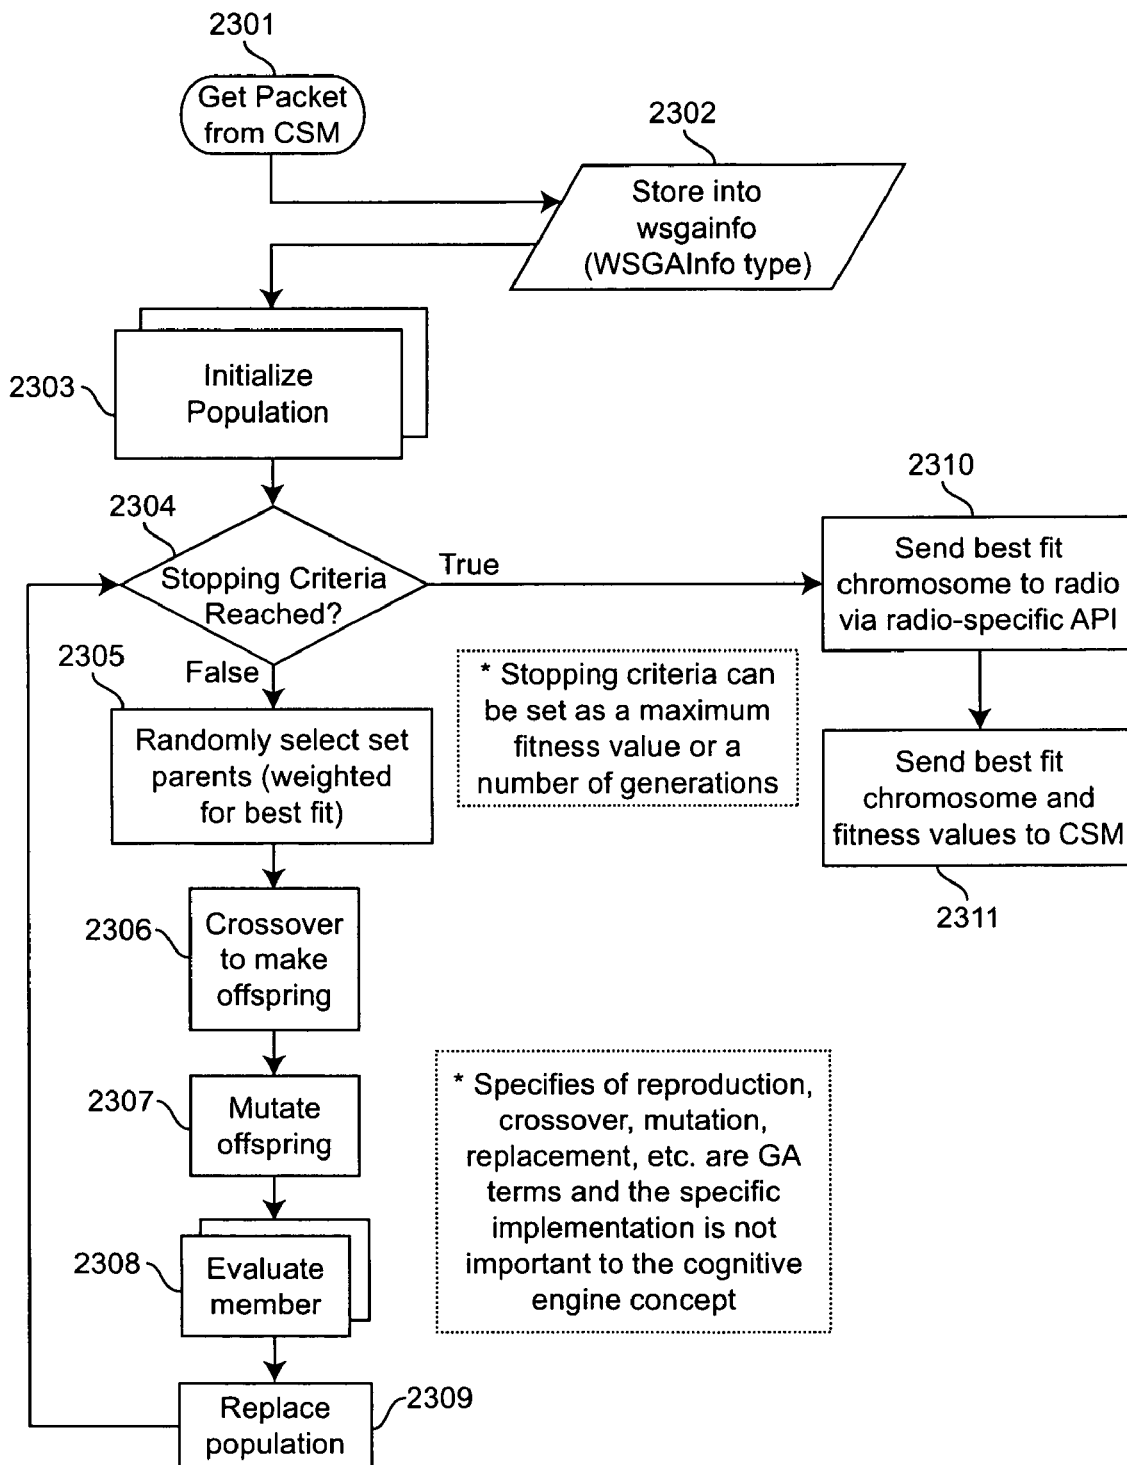 2301
Get Packet
from CSM
2302
Store into
wsgainfo
(WSGAInfo type)
2303
Initialize
Population
2304
Stopping Criteria
Reached?
True
False
2310
Send best fit
chromosome to radio
via radio-specific API
2305
Randomly select set
parents (weighted
for best fit)
* Stopping criteria can
be set as a maximum
fitness value or a
number of generations
Send best fit
chromosome and
fitness values to CSM
2311
2306
Crossover
to make
offspring
2307
Mutate
offspring
* Specifies of reproduction,
crossover, mutation,
replacement, etc. are GA
terms and the specific
implementation is not
important to the cognitive
engine concept
2308
Evaluate
member
Replace
population
2309